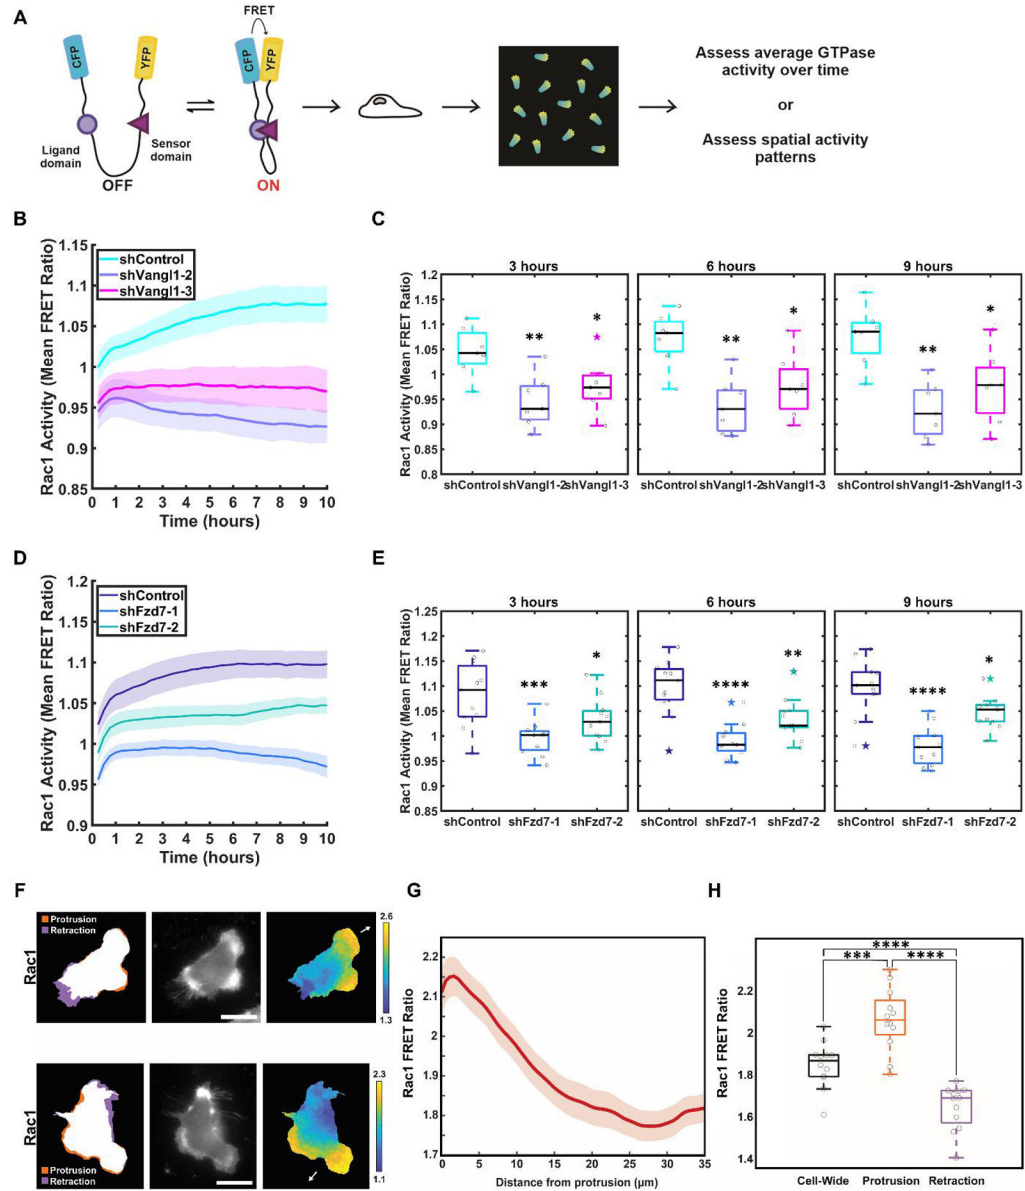 A
FRET
CFP
YFP
CFP
YFP
Ligand
domain
Sensor
domain
OFF
ON
Assess average GTPase
activity over time
or
Assess spatial activity
patterns
B
Rac1 Activity (Mean FRET Ratio)
1.15
1.1
1.05
1
0.95
0.9
0.85
shControl
shVangl1-2
shVangl1-3
0 1 2 3 4 5 6 7 8 9 10
Time (hours)
C
Rac1 Activity (Mean FRET Ratio)
3 hours
6 hours
9 hours
1.2
1.15
1.1
1.05
1
0.95
0.9
0.85
0.8
** *
** *
** *
shControl shVangl1-2 shVangl1-3
shControl shVangl1-2 shVangl1-3
shControl shVangl1-2 shVangl1-3
D
Rac1 Activity (Mean FRET Ratio)
1.2
1.15
1.1
1.05
1
0.95
0.9
shControl
shFzd7-1
shFzd7-2
0 1 2 3 4 5 6 7 8 9 10
Time (hours)
E
Rac1 Activity (Mean FRET Ratio)
3 hours
6 hours
9 hours
1.25
1.2
1.15
1.1
1.05
1
0.95
0.9
0.85
*** *
**** **
**** *
shControl shFzd7-1 shFzd7-2
shControl shFzd7-1 shFzd7-2
shControl shFzd7-1 shFzd7-2
F
Rac1
Protrusion
Retraction
2.6
1.3
Rac1
Protrusion
Retraction
2.3
1.1
G
Rac1 FRET Ratio
2.2
2.1
2
1.9
1.8
1.7
0 5 10 15 20 25 30 35
Distance from protrusion (µm)
H
Rac1 FRET Ratio
****
*** ****
2.2
2
1.8
1.6
1.4
Cell-Wide Protrusion Retraction